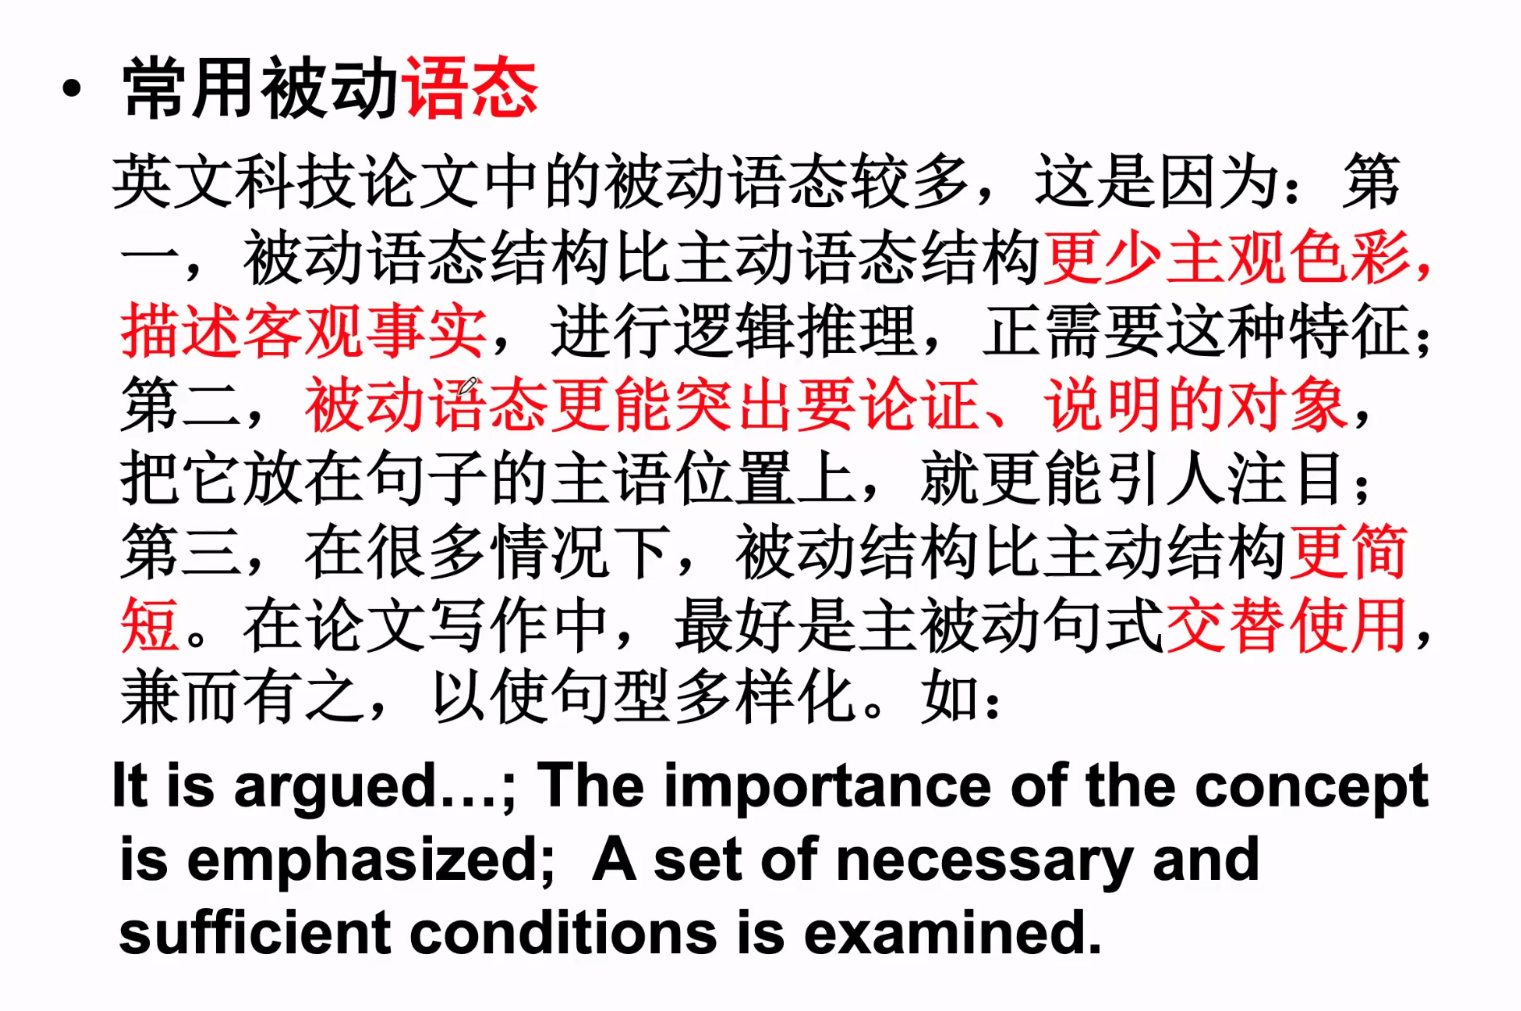 • 常用被动语态
英文科技论文中的被动语态较多，这是因为：第
一，被动语态结构比主动语态结构更少主观色彩，
描述客观事实，进行逻辑推理，正需要这种特征；
第二，被动语态更能突出要论证、说明的对象，
把它放在句子的主语位置上，就更能引人注目；
第三，在很多情况下，被动结构比主动结构更简
短。在论文写作中，最好是主被动句式交替使用，
兼而有之，以使句型多样化。如：
It is argued…; The importance of the concept
is emphasized;  A set of necessary and
sufficient conditions is examined.